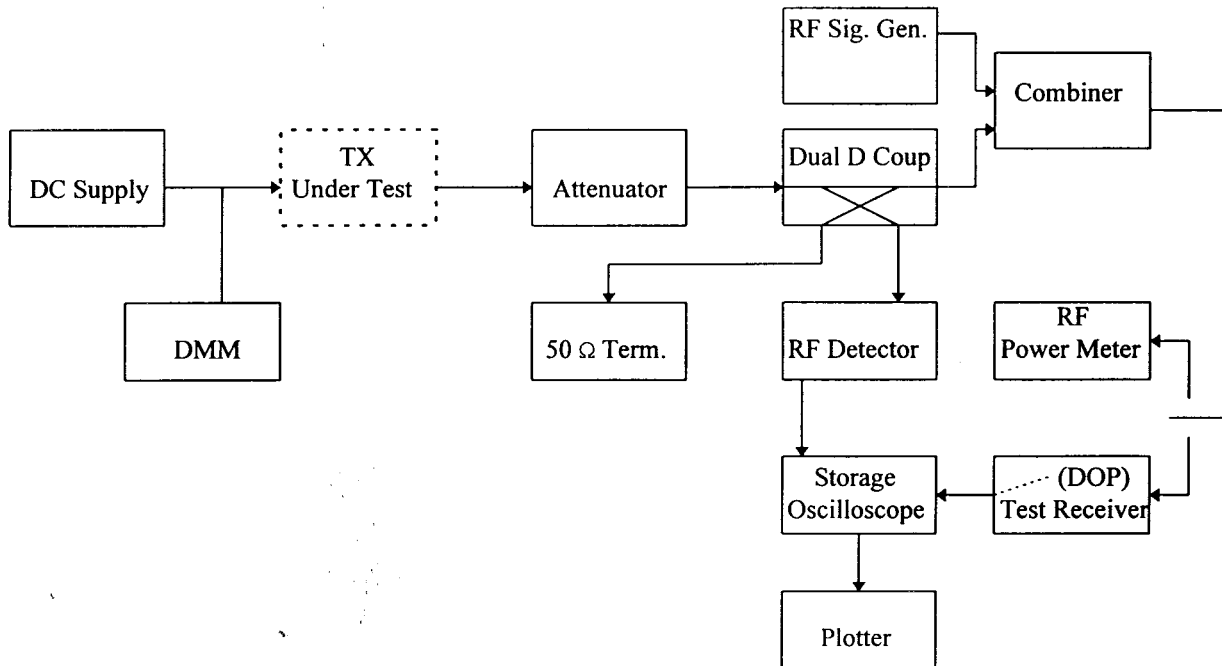 RF Sig. Gen.
Combiner
DC Supply
TX
Under Test
Attenuator
Dual D Coup
DMM
50 Ω Term.
RF Detector
RF
Power Meter
Storage
Oscilloscope
(DOP)
Test Receiver
Plotter